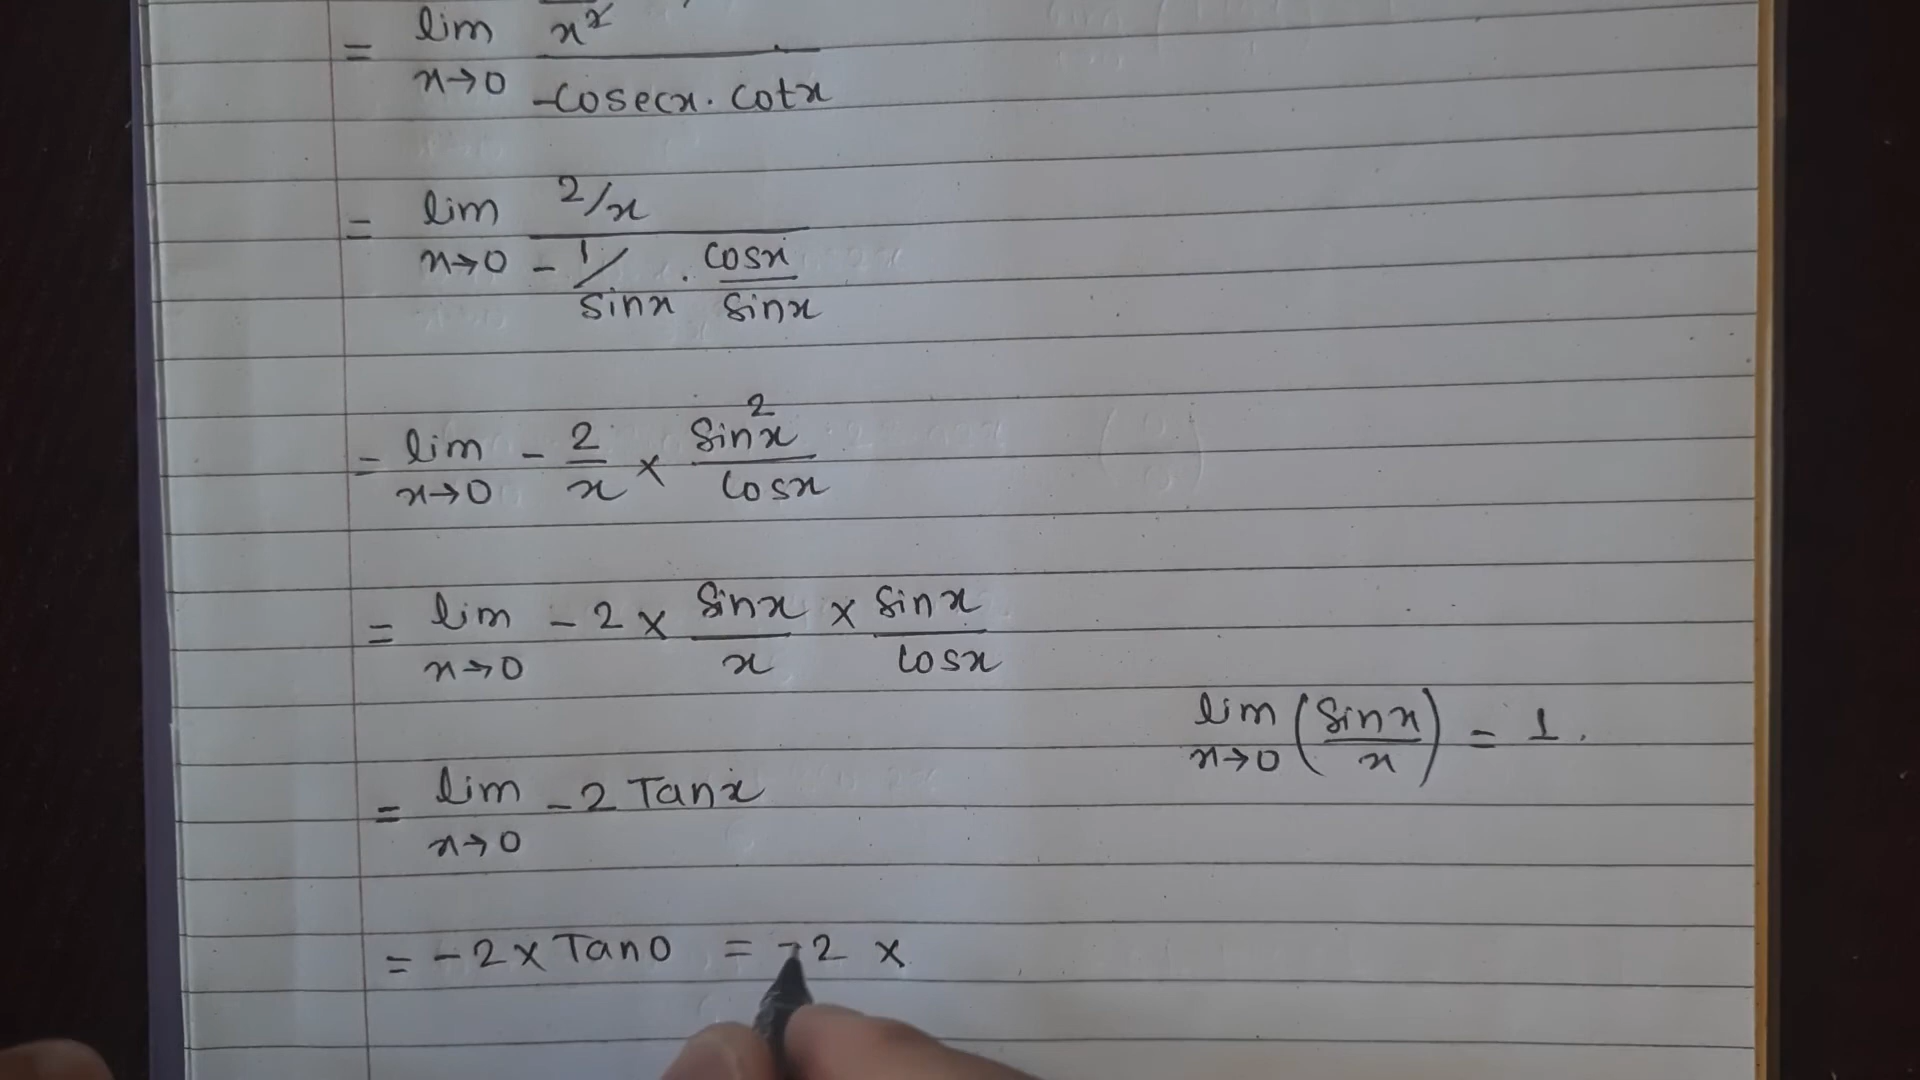 = lim x²
x→0 -cosecx . cotx
= lim 2/x
x→0 - 1/sinx . cosx/sinx
= lim - 2/x × sin²x/cosx
x→0
= lim -2 × sinx/x × sinx/cosx
x→0
lim (sinx/x) = 1.
x→0
= lim -2 Tanx
x→0
= -2 × Tan0 = -2 ×